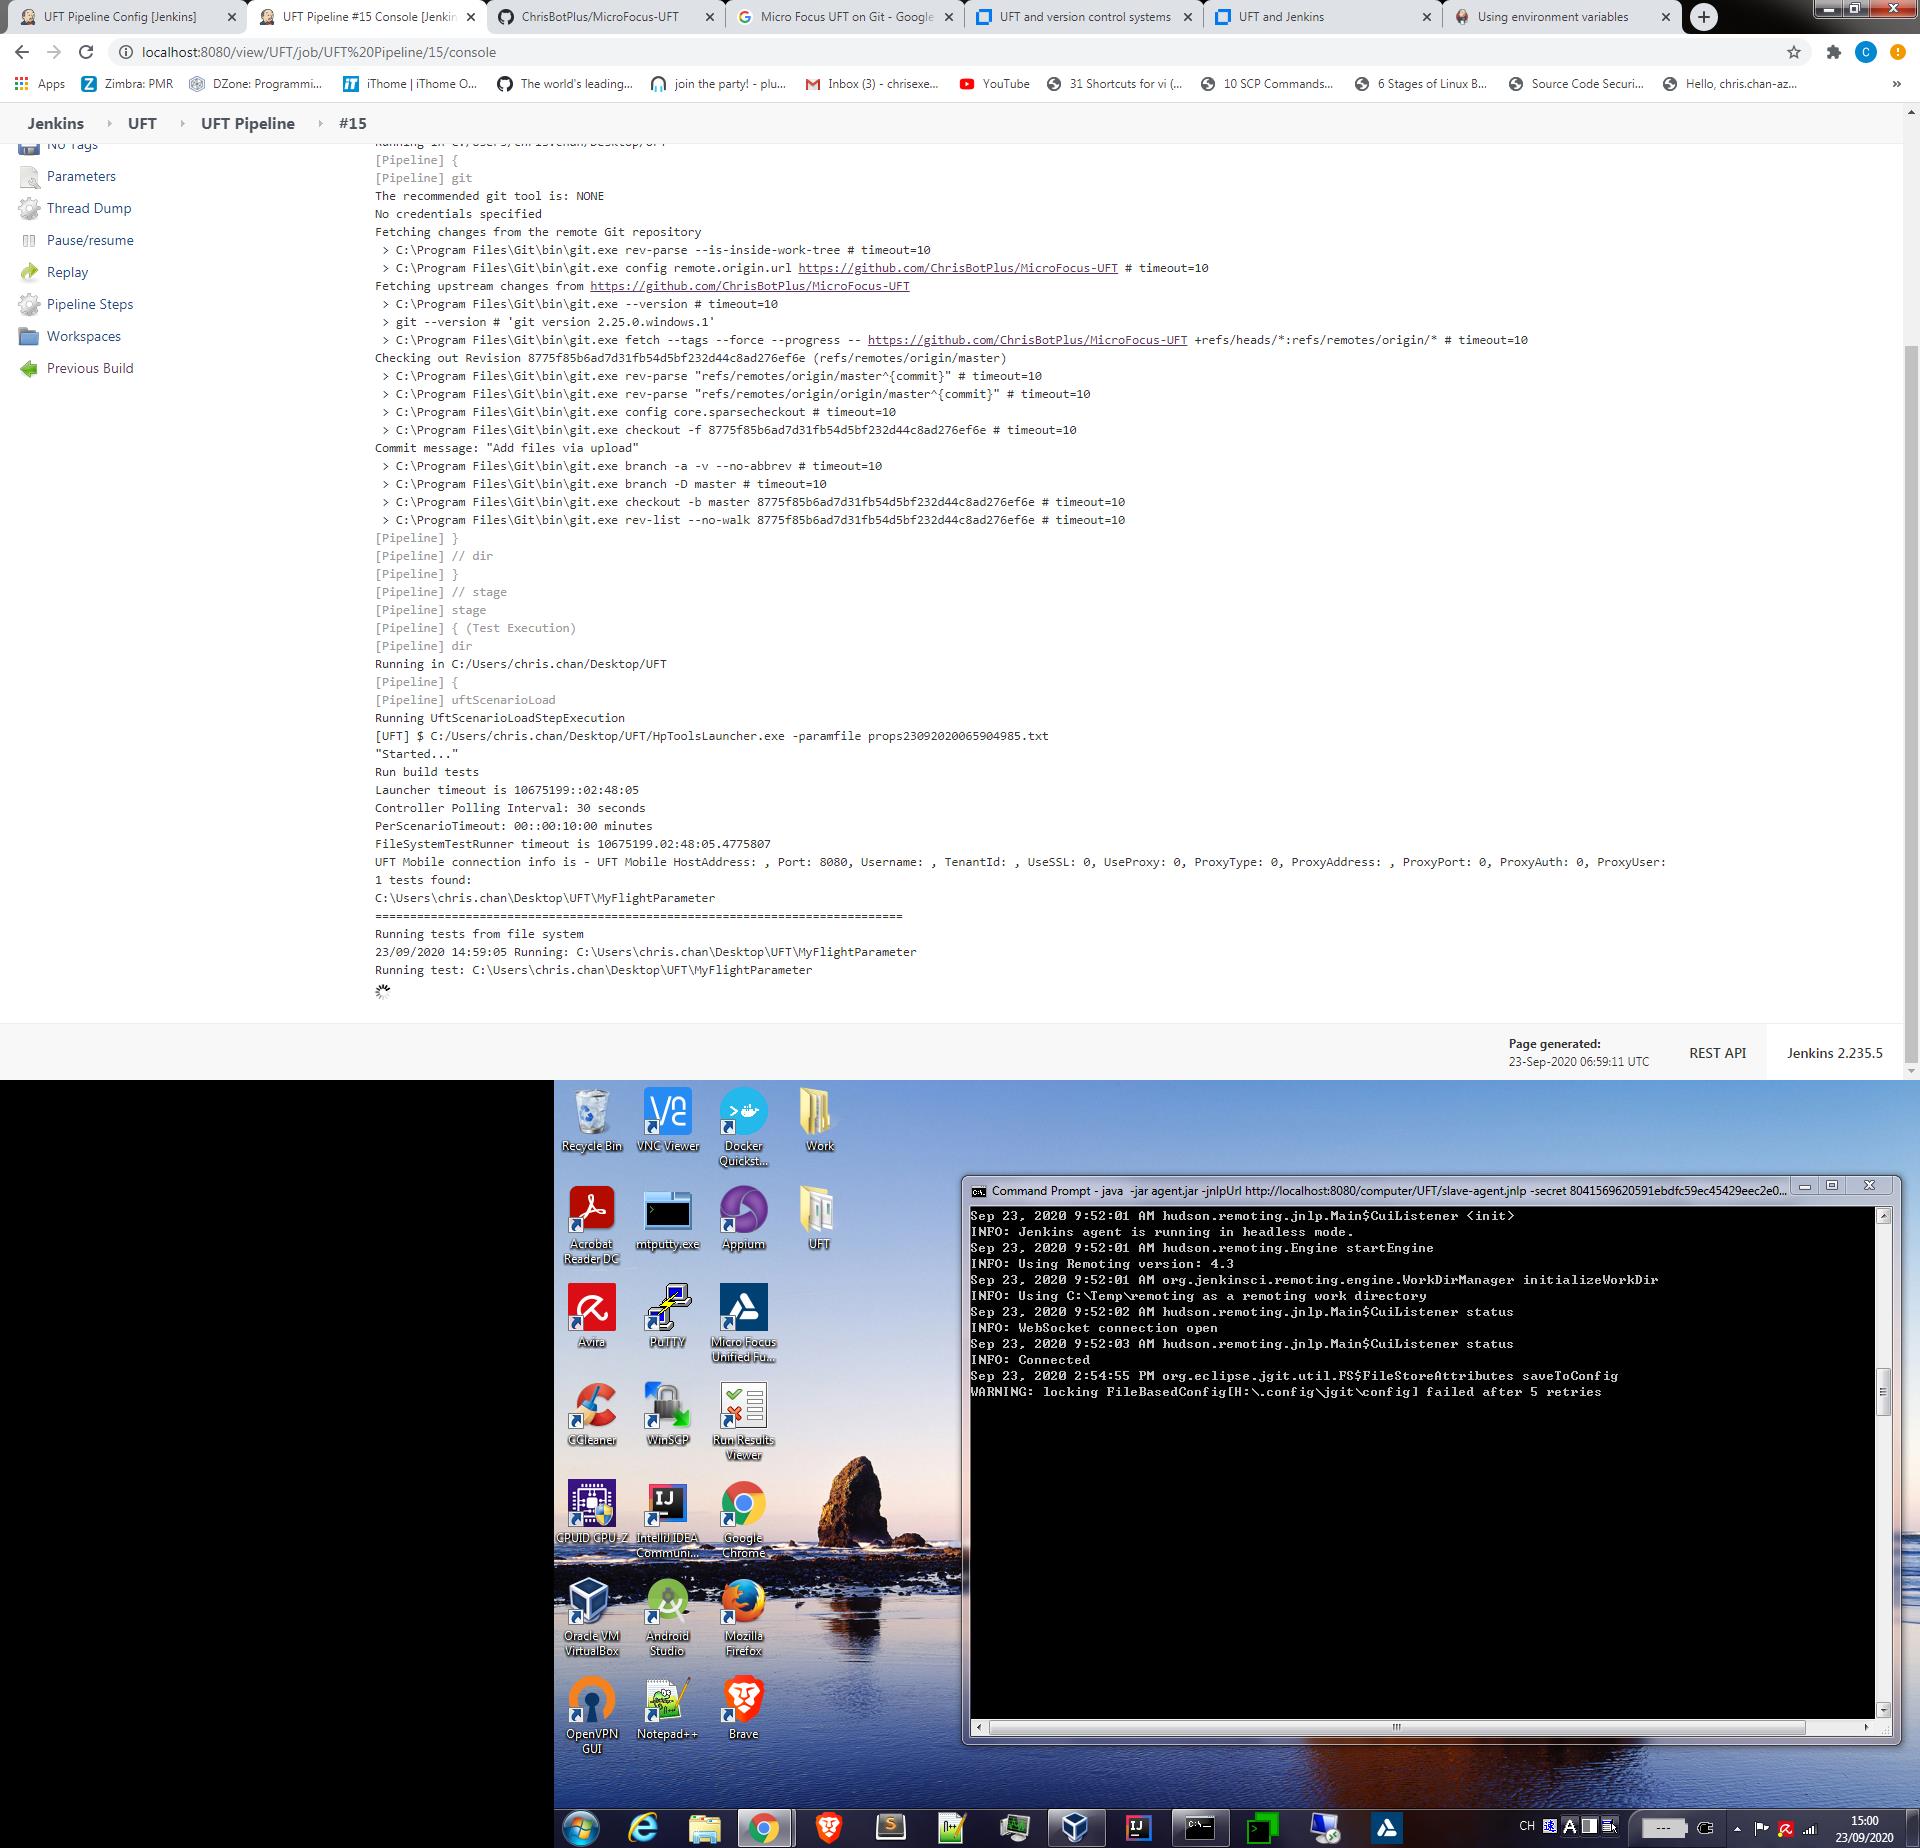 UFT Pipeline Config [Jenkins]
UFT Pipeline #15 Console [Jenkin
ChrisBotPlus/MicroFocus-UFT
Micro Focus UFT on Git - Google
UFT and version control systems
UFT and Jenkins
Using environment variables
localhost:8080/view/UFT/job/UFT%20Pipeline/15/console
C
Apps
Zimbra: PMR
DZone: Programmi...
iThome | iThome O...
The world's leading...
join the party! - plu...
Inbox (3) - chrisexe...
YouTube
31 Shortcuts for vi (...
10 SCP Commands...
6 Stages of Linux B...
Source Code Securi...
Hello, chris.chan-az...
»
Jenkins
UFT
UFT Pipeline
#15
No Tags
Parameters
Thread Dump
Pause/resume
Replay
Pipeline Steps
Workspaces
Previous Build
Running in C:/Users/chris.chan/Desktop/UFT
[Pipeline] {
[Pipeline] git
The recommended git tool is: NONE
No credentials specified
Fetching changes from the remote Git repository
> C:\Program Files\Git\bin\git.exe rev-parse --is-inside-work-tree # timeout=10
> C:\Program Files\Git\bin\git.exe config remote.origin.url https://github.com/ChrisBotPlus/MicroFocus-UFT # timeout=10
Fetching upstream changes from https://github.com/ChrisBotPlus/MicroFocus-UFT
> C:\Program Files\Git\bin\git.exe --version # timeout=10
> git --version # 'git version 2.25.0.windows.1'
> C:\Program Files\Git\bin\git.exe fetch --tags --force --progress -- https://github.com/ChrisBotPlus/MicroFocus-UFT +refs/heads/*:refs/remotes/origin/* # timeout=10
Checking out Revision 8775f85b6ad7d31fb54d5bf232d44c8ad276ef6e (refs/remotes/origin/master)
> C:\Program Files\Git\bin\git.exe rev-parse "refs/remotes/origin/master^{commit}" # timeout=10
> C:\Program Files\Git\bin\git.exe rev-parse "refs/remotes/origin/origin/master^{commit}" # timeout=10
> C:\Program Files\Git\bin\git.exe config core.sparsecheckout # timeout=10
> C:\Program Files\Git\bin\git.exe checkout -f 8775f85b6ad7d31fb54d5bf232d44c8ad276ef6e # timeout=10
Commit message: "Add files via upload"
> C:\Program Files\Git\bin\git.exe branch -a -v --no-abbrev # timeout=10
> C:\Program Files\Git\bin\git.exe branch -D master # timeout=10
> C:\Program Files\Git\bin\git.exe checkout -b master 8775f85b6ad7d31fb54d5bf232d44c8ad276ef6e # timeout=10
> C:\Program Files\Git\bin\git.exe rev-list --no-walk 8775f85b6ad7d31fb54d5bf232d44c8ad276ef6e # timeout=10
[Pipeline] }
[Pipeline] // dir
[Pipeline] }
[Pipeline] // stage
[Pipeline] stage
[Pipeline] { (Test Execution)
[Pipeline] dir
Running in C:/Users/chris.chan/Desktop/UFT
[Pipeline] {
[Pipeline] uftScenarioLoad
Running UftScenarioLoadStepExecution
[UFT] $ C:/Users/chris.chan/Desktop/UFT/HpToolsLauncher.exe -paramfile props23092020065904985.txt
"Started..."
Run build tests
Launcher timeout is 10675199::02:48:05
Controller Polling Interval: 30 seconds
PerScenarioTimeout: 00::00:10:00 minutes
FileSystemTestRunner timeout is 10675199.02:48:05.4775807
UFT Mobile connection info is - UFT Mobile HostAddress: , Port: 8080, Username: , TenantId: , UseSSL: 0, UseProxy: 0, ProxyType: 0, ProxyAddress: , ProxyPort: 0, ProxyAuth: 0, ProxyUser:
1 tests found:
C:\Users\chris.chan\Desktop\UFT\MyFlightParameter
============================================================================
Running tests from file system
23/09/2020 14:59:05 Running: C:\Users\chris.chan\Desktop\UFT\MyFlightParameter
Running test: C:\Users\chris.chan\Desktop\UFT\MyFlightParameter
Page generated:
23-Sep-2020 06:59:11 UTC
REST API
Jenkins 2.235.5
Recycle Bin
VNC Viewer
Docker Quickst...
Work
Acrobat Reader DC
mtputty.exe
Appium
UFT
Avira
PuTTY
Micro Focus Unified Fu...
CCleaner
WinSCP
Run Results Viewer
CPUID CPU-Z
IntelliJ IDEA Communi...
Google Chrome
Oracle VM VirtualBox
Android Studio
Mozilla Firefox
OpenVPN GUI
Notepad++
Brave
Command Prompt - java -jar agent.jar -jnlpUrl http://localhost:8080/computer/UFT/slave-agent.jnlp -secret 8041569620591ebdfc59ec45429eec2e0...
Sep 23, 2020 9:52:01 AM hudson.remoting.jnlp.Main$CuiListener <init>
INFO: Jenkins agent is running in headless mode.
Sep 23, 2020 9:52:01 AM hudson.remoting.Engine startEngine
INFO: Using Remoting version: 4.3
Sep 23, 2020 9:52:01 AM org.jenkinsci.remoting.engine.WorkDirManager initializeWorkDir
INFO: Using C:\Temp\remoting as a remoting work directory
Sep 23, 2020 9:52:02 AM hudson.remoting.jnlp.Main$CuiListener status
INFO: WebSocket connection open
Sep 23, 2020 9:52:03 AM hudson.remoting.jnlp.Main$CuiListener status
INFO: Connected
Sep 23, 2020 2:54:55 PM org.eclipse.jgit.util.FS$FileStoreAttributes saveToConfig
WARNING: locking FileBasedConfig[H:\.config\jgit\config] failed after 5 retries
CH
A
15:00
23/09/2020